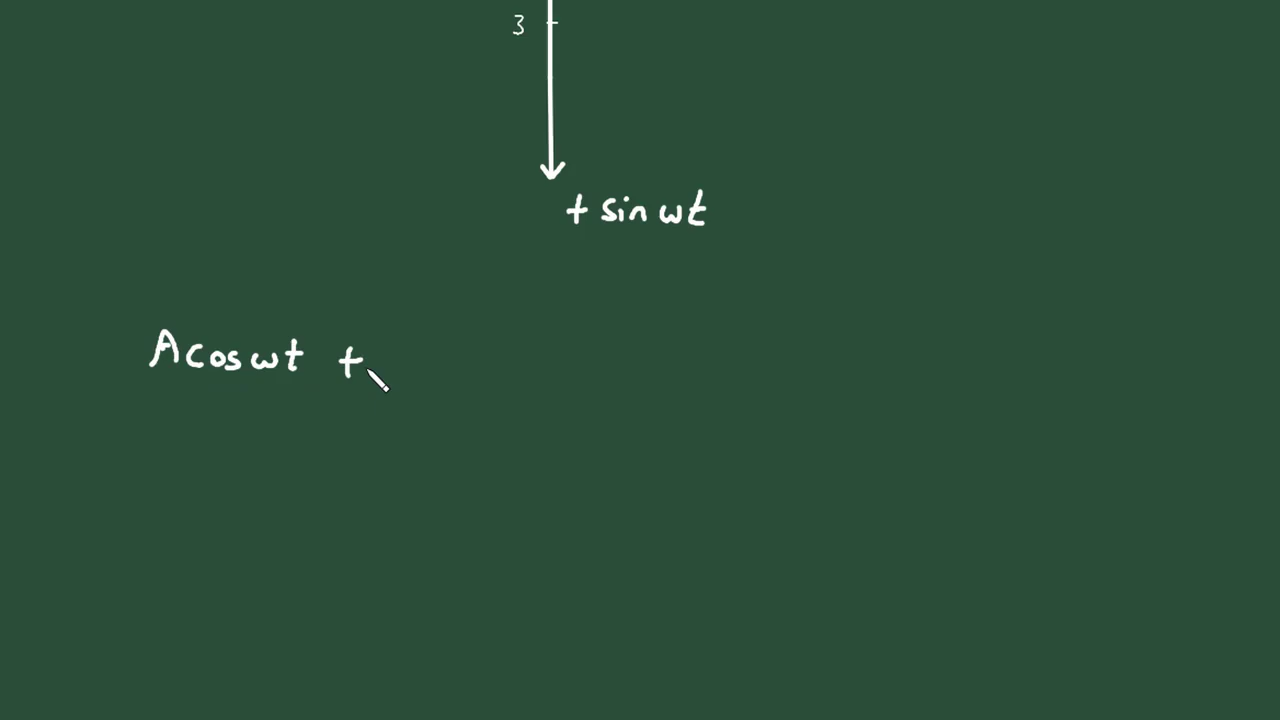 3
+ sin ωt
A cos ωt +